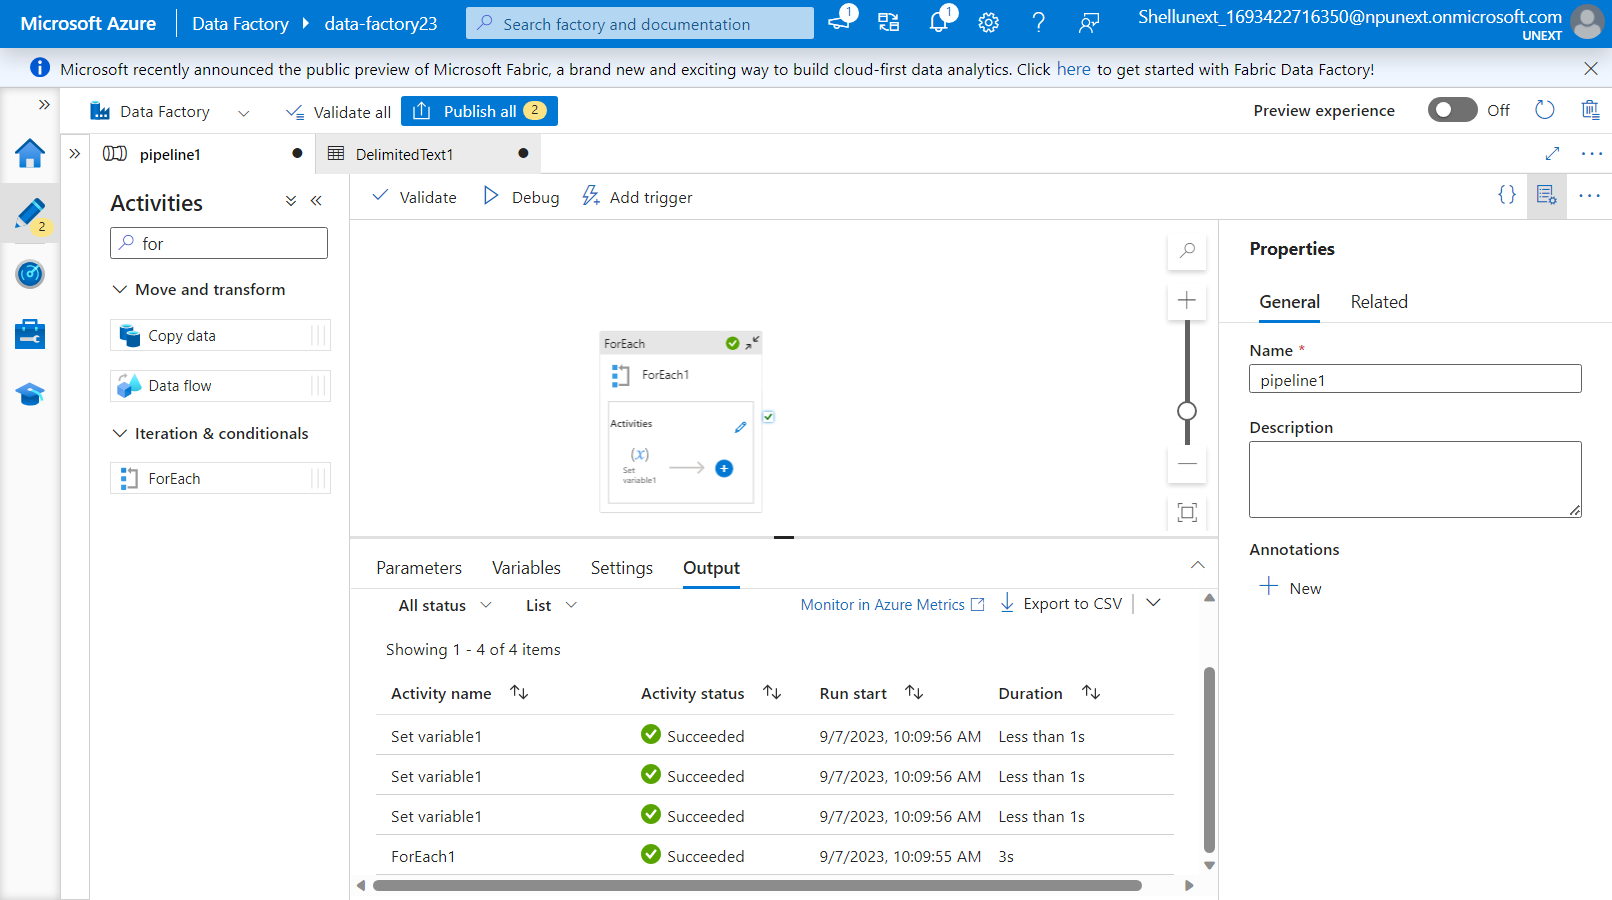 Microsoft Azure
Data Factory
data-factory23
Search factory and documentation
1
1
Shellunext_1693422716350@npunext.onmicrosoft.com
UNEXT
Microsoft recently announced the public preview of Microsoft Fabric, a brand new and exciting way to build cloud-first data analytics. Click here to get started with Fabric Data Factory!
Data Factory
Validate all
Publish all 2
Preview experience
Off
pipeline1
DelimitedText1
2
Activities
for
Move and transform
Copy data
Data flow
Iteration & conditionals
ForEach
Validate
Debug
Add trigger
ForEach
ForEach1
Activities
(x)
Set
variable1
Properties
General
Related
Name *
pipeline1
Description
Annotations
New
Parameters
Variables
Settings
Output
All status
List
Monitor in Azure Metrics
Export to CSV
Showing 1 - 4 of 4 items
Activity name
Activity status
Run start
Duration
Set variable1 Succeeded 9/7/2023, 10:09:56 AM Less than 1s
Set variable1 Succeeded 9/7/2023, 10:09:56 AM Less than 1s
Set variable1 Succeeded 9/7/2023, 10:09:56 AM Less than 1s
ForEach1 Succeeded 9/7/2023, 10:09:55 AM 3s